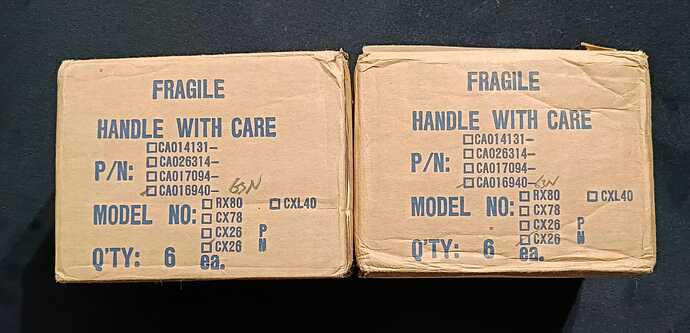 FRAGILE
HANDLE WITH CARE
P/N:
☐CA014131-
☐CA026314-
☐CA017094-
☐CA016940- 63N
MODEL NO:
☐RX80 ☐CXL40
☐CX78
☐CX26 P
☐CX26 N
Q'TY: 6 ea.
FRAGILE
HANDLE WITH CARE
P/N:
☐CA014131-
☐CA026314-
☐CA017094-
☐CA016940- 63N
MODEL NO:
☐RX80 ☐CXL40
☐CX78
☐CX26 P
☐CX26 N
Q'TY: 6 ea.